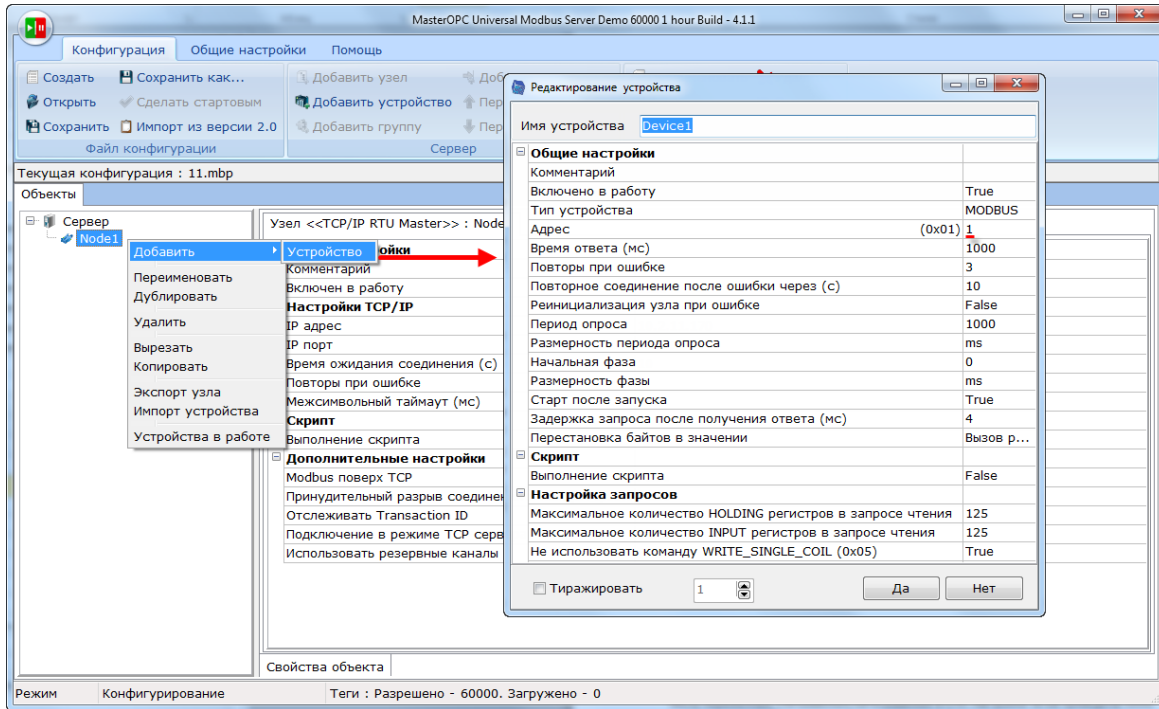 MasterOPC Universal Modbus Server Demo 60000 1 hour Build - 4.1.1
Конфигурация Общие настройки Помощь
Создать Сохранить как... Добавить узел
Открыть Сделать стартовым Добавить устройство
Сохранить Импорт из версии 2.0 Добавить группу
Файл конфигурации Сервер
Текущая конфигурация : 11.mbp
Объекты
Сервер
Node1
Добавить
Переименовать
Дублировать
Удалить
Вырезать
Копировать
Экспорт узла
Импорт устройства
Устройства в работе
Устройство
Узел <<TCP/IP RTU Master>> : Node
Комментарий
Включен в работу
Настройки TCP/IP
IP адрес
IP порт
Время ожидания соединения (с)
Повторы при ошибке
Межсимвольный таймаут (мс)
Скрипт
Выполнение скрипта
Дополнительные настройки
Modbus поверх TCP
Принудительный разрыв
Отслеживать Transaction ID
Подключение в режиме TCP
Использовать резервные каналы
Свойства объекта
Редактирование устройства
Имя устройства Device1
Общие настройки
Комментарий
Включено в работу True
Тип устройства MODBUS
Адрес (0x01) 1
Время ответа (мс) 1000
Повторы при ошибке 3
Повторное соединение после ошибки через (с) 10
Реинициализация узла при ошибке False
Период опроса 1000
Размерность периода опроса ms
Начальная фаза 0
Размерность фазы ms
Старт после запуска True
Задержка запроса после получения ответа (мс) 4
Перестановка байтов в значении Вызов р...
Скрипт
Выполнение скрипта False
Настройка запросов
Максимальное количество HOLDING регистров в запросе чтения 125
Максимальное количество INPUT регистров в запросе чтения 125
Не использовать команду WRITE_SINGLE_COIL (0x05) True
Тиражировать 1 Да Нет
Режим Конфигурирование Теги : Разрешено - 60000. Загружено - 0